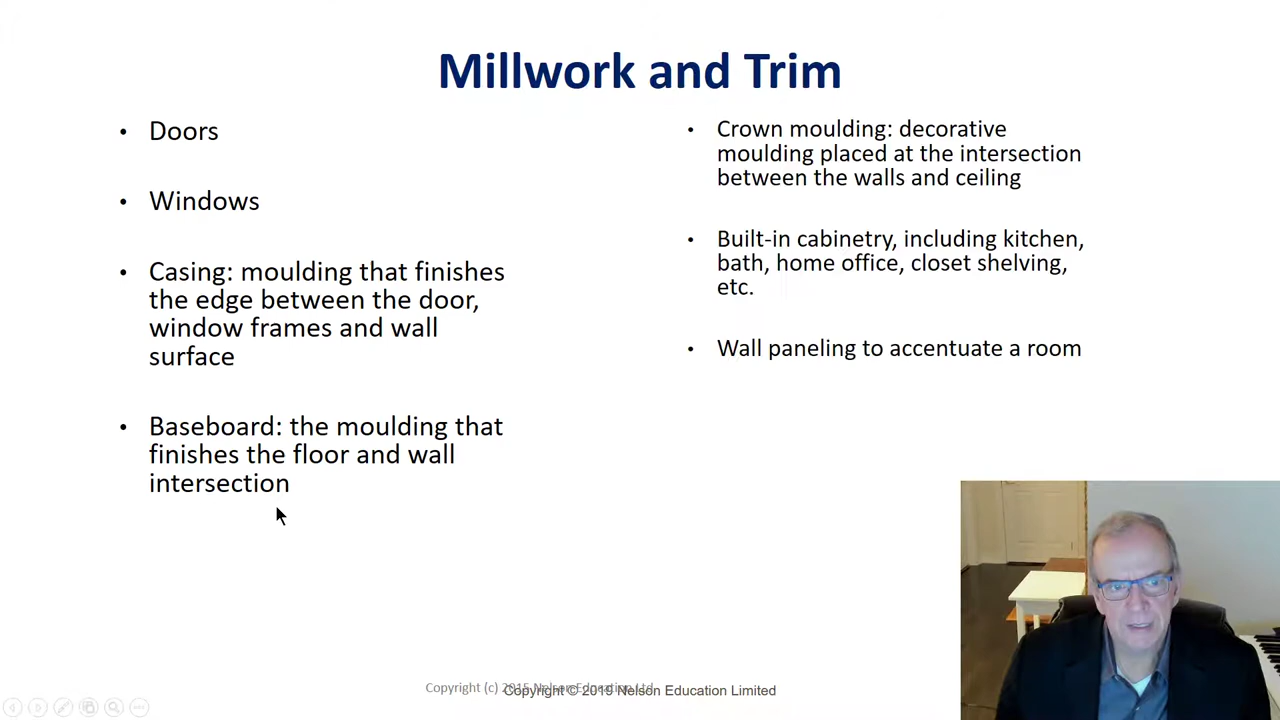 Millwork and Trim
• Doors
• Windows
• Casing: moulding that finishes
the edge between the door,
window frames and wall
surface
• Baseboard: the moulding that
finishes the floor and wall
intersection
• Crown moulding: decorative
moulding placed at the intersection
between the walls and ceiling
• Built-in cabinetry, including kitchen,
bath, home office, closet shelving,
etc.
• Wall paneling to accentuate a room
Copyright (c) 2015
Copyright © 2019 Nelson Education Limited